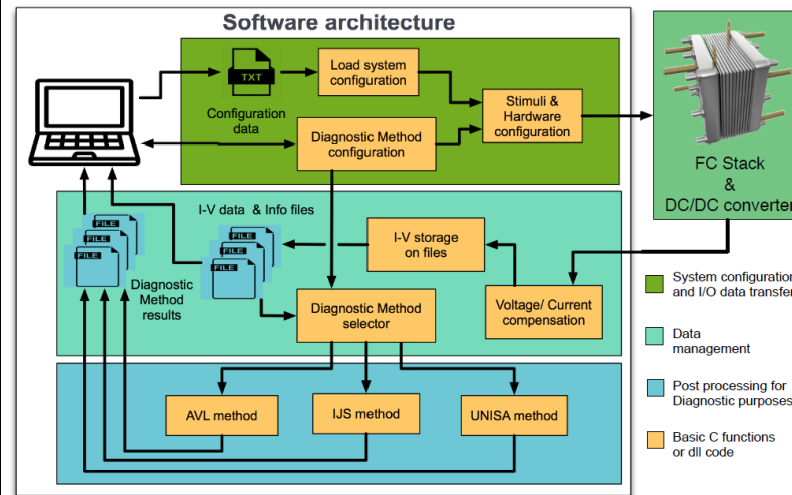 Software architecture
TXT
Configuration
data
Load system
configuration
Diagnostic Method
configuration
Stimuli &
Hardware
configuration
FC Stack
&
DC/DC converter
I-V data & Info files
FILE
FILE
FILE
Diagnostic
Method
results
FILE
FILE
FILE
I-V storage
on files
Diagnostic Method
selector
Voltage/ Current
compensation
AVL method
IJS method
UNISA method
System configuration
and I/O data transfer
Data
management
Post processing for
Diagnostic purposes
Basic C functions
or dll code